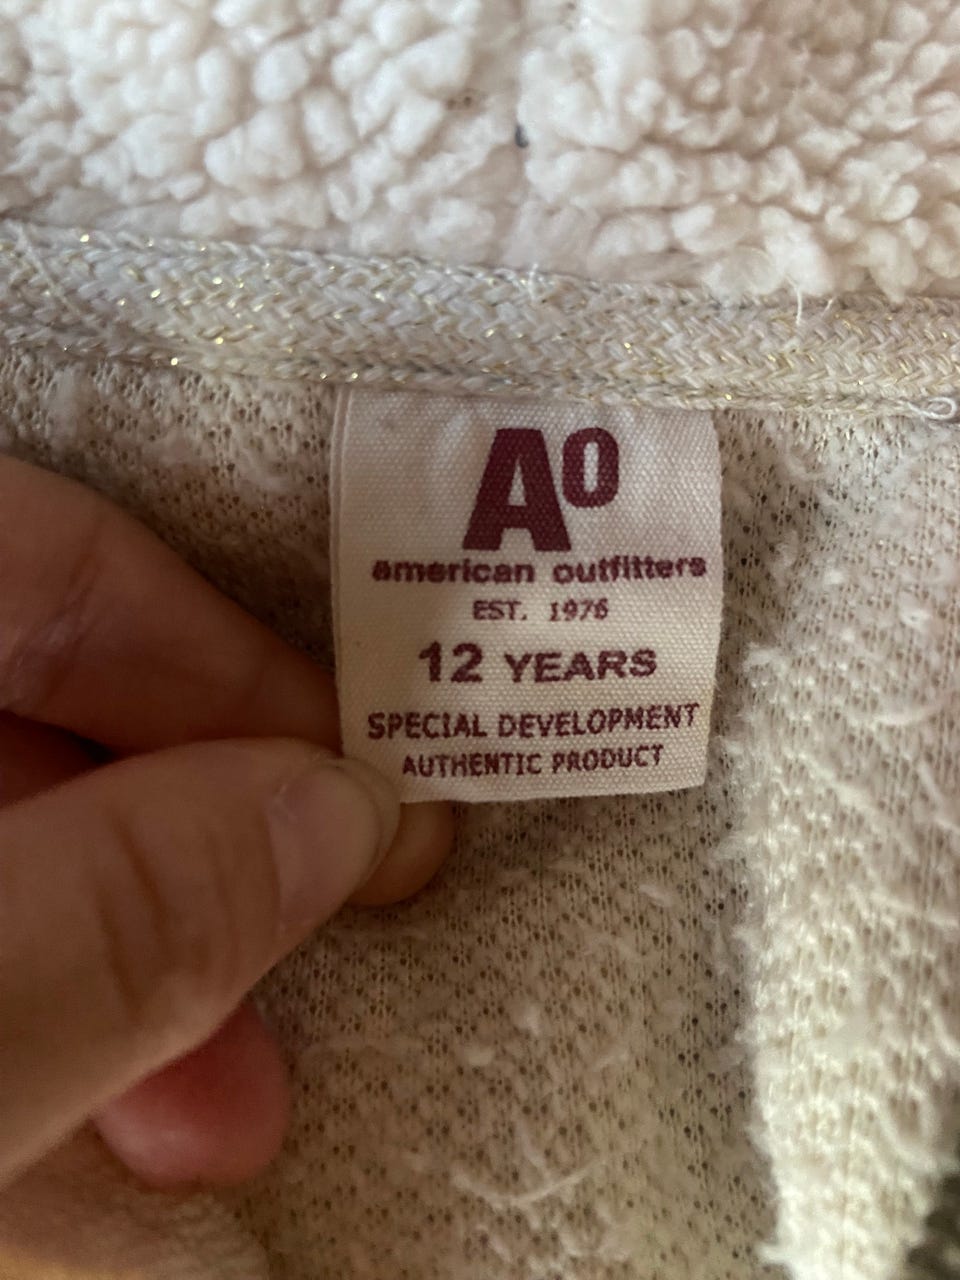 AO
american outfitters
EST. 1976
12 YEARS
SPECIAL DEVELOPMENT
AUTHENTIC PRODUCT